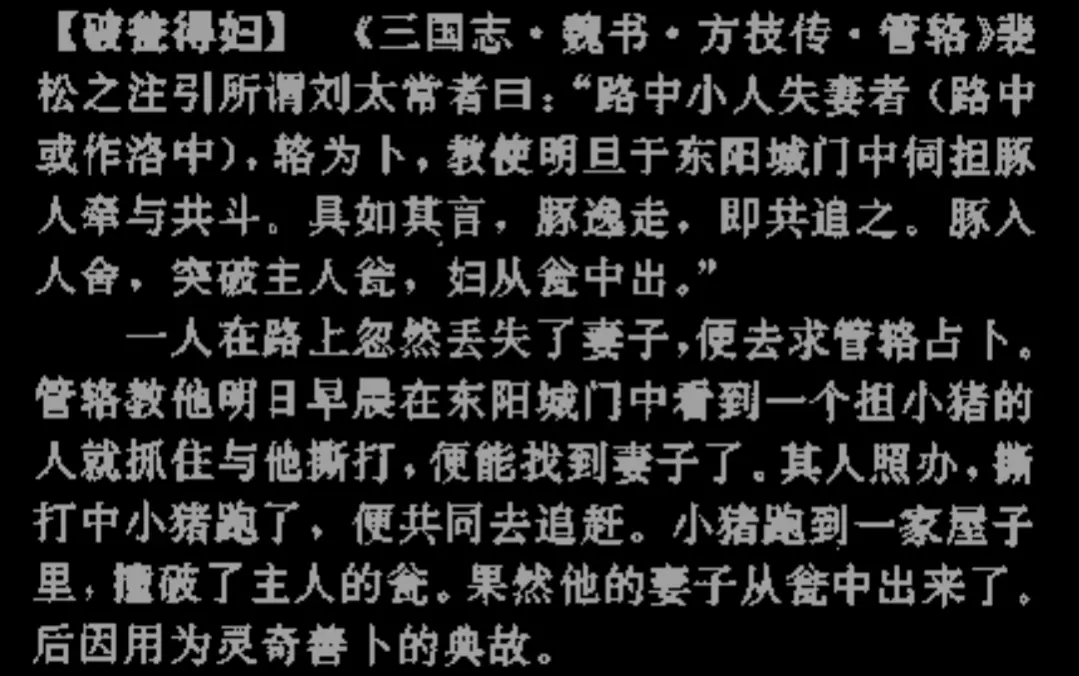 【破瓮得妇】 《三国志·魏书·方技传·管辂》裴
松之注引所谓刘太常者曰：“路中小人失妻者（路中
或作洛中），辂为卜，教使明旦于东阳城门中伺担豚
人牵与共斗。具如其言，豚逸走，即共追之。豚入
人舍，突破主人瓮，妇从瓮中出。”
一人在路上忽然丢失了妻子，便去求管辂占卜。
管辂教他明日早晨在东阳城门中看到一个担小猪的
人就抓住与他撕打，便能找到妻子了。其人照办，撕
打中小猪跑了，便共同去追赶。小猪跑到一家屋子
里，撞破了主人的瓮。果然他的妻子从瓮中出来了。
后因用为灵奇善卜的典故。